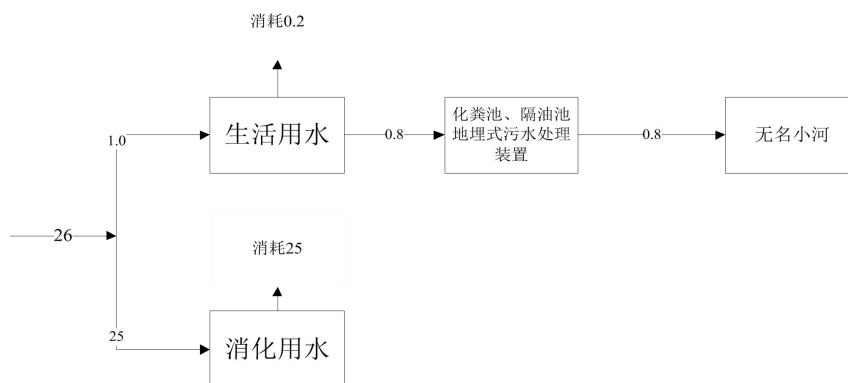 消耗0.2
生活用水
化粪池、隔油池
地埋式污水处理
装置
无名小河
1.0
0.8
0.8
26
消耗25
25
消化用水